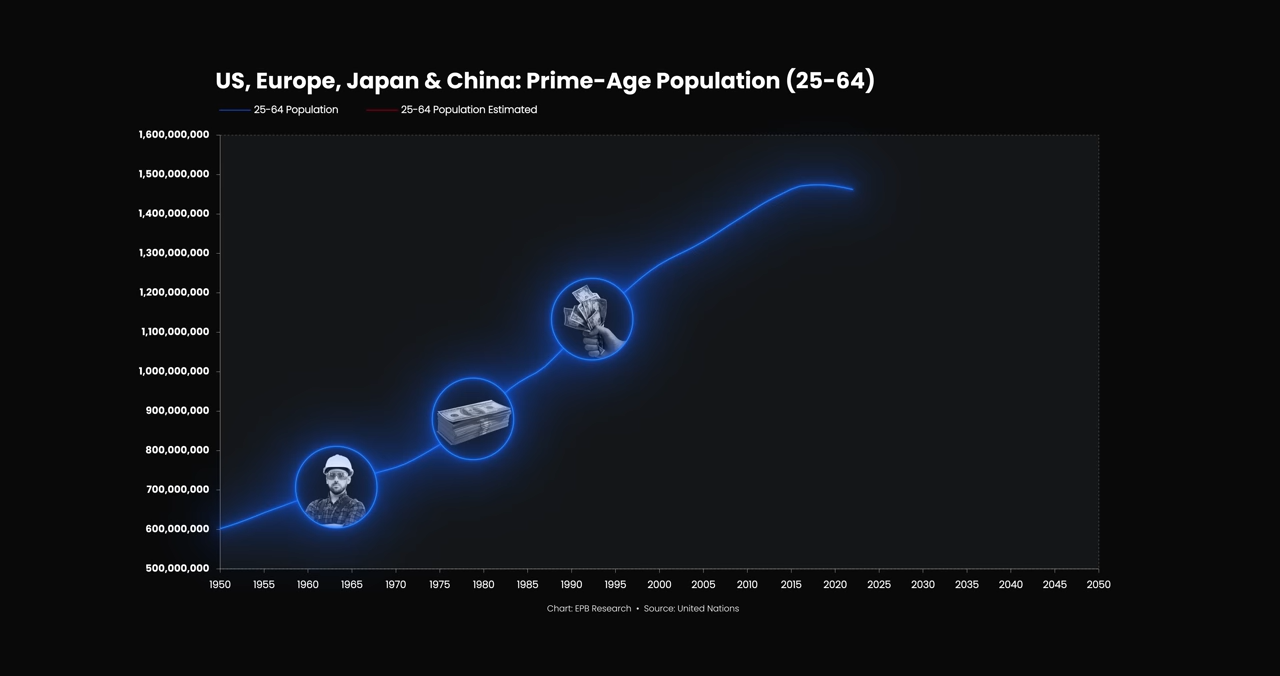 US, Europe, Japan & China: Prime-Age Population (25-64)
25-64 Population
25-64 Population Estimated
1,600,000,000
1,500,000,000
1,400,000,000
1,300,000,000
1,200,000,000
1,100,000,000
1,000,000,000
900,000,000
800,000,000
700,000,000
600,000,000
500,000,000
1950 1955 1960 1965 1970 1975 1980 1985 1990 1995 2000 2005 2010 2015 2020 2025 2030 2035 2040 2045 2050
Chart: EPB Research • Source: United Nations